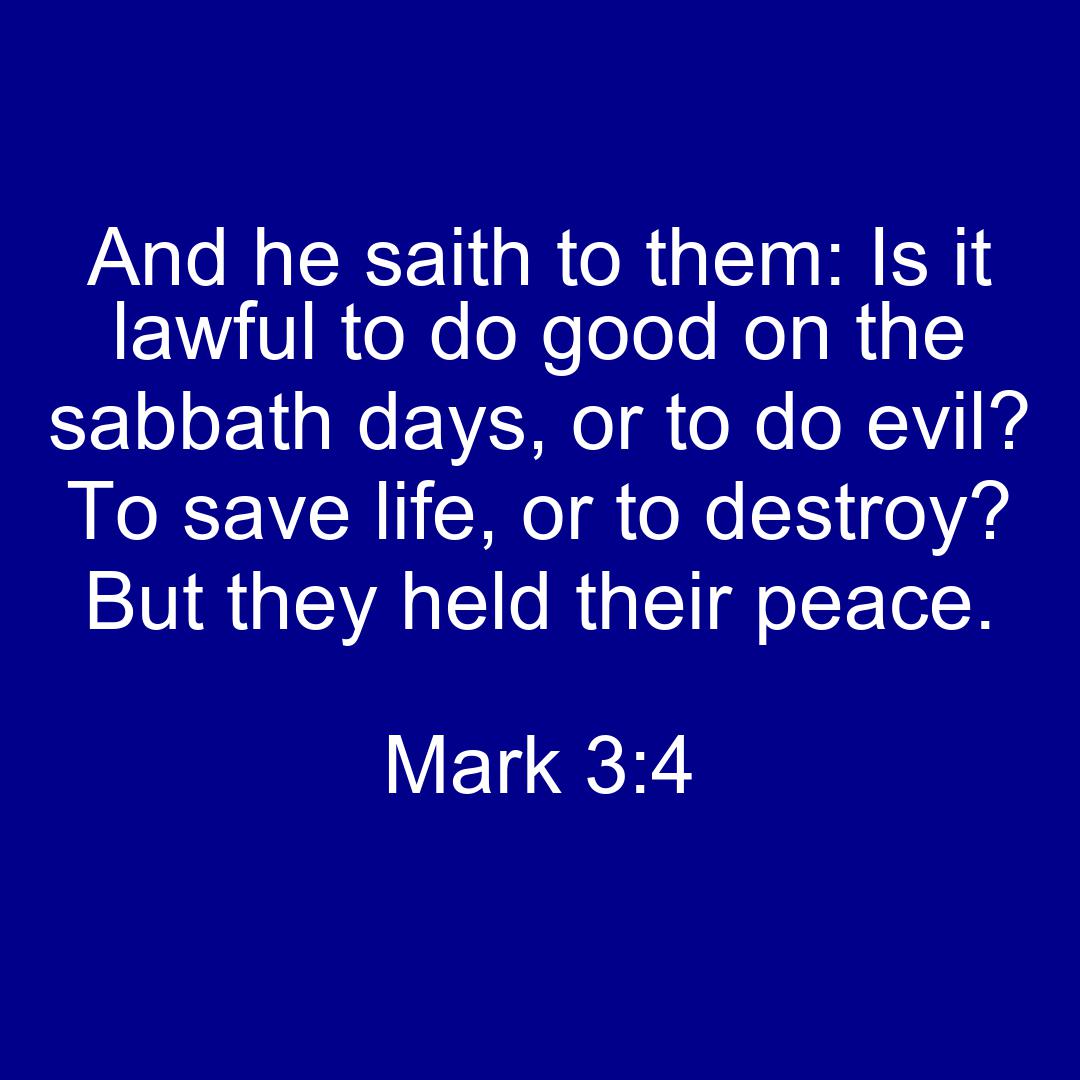 And he saith to them: Is it
lawful to do good on the
sabbath days, or to do evil?
To save life, or to destroy?
But they held their peace.
Mark 3:4